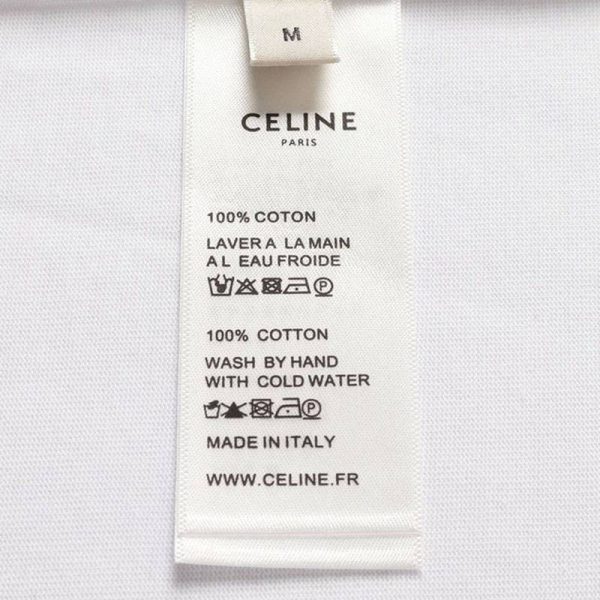 M
CELINE
PARIS
100% COTON
LAVER A LA MAIN
A L EAU FROIDE
P
100% COTTON
WASH BY HAND
WITH COLD WATER
P
MADE IN ITALY
WWW.CELINE.FR